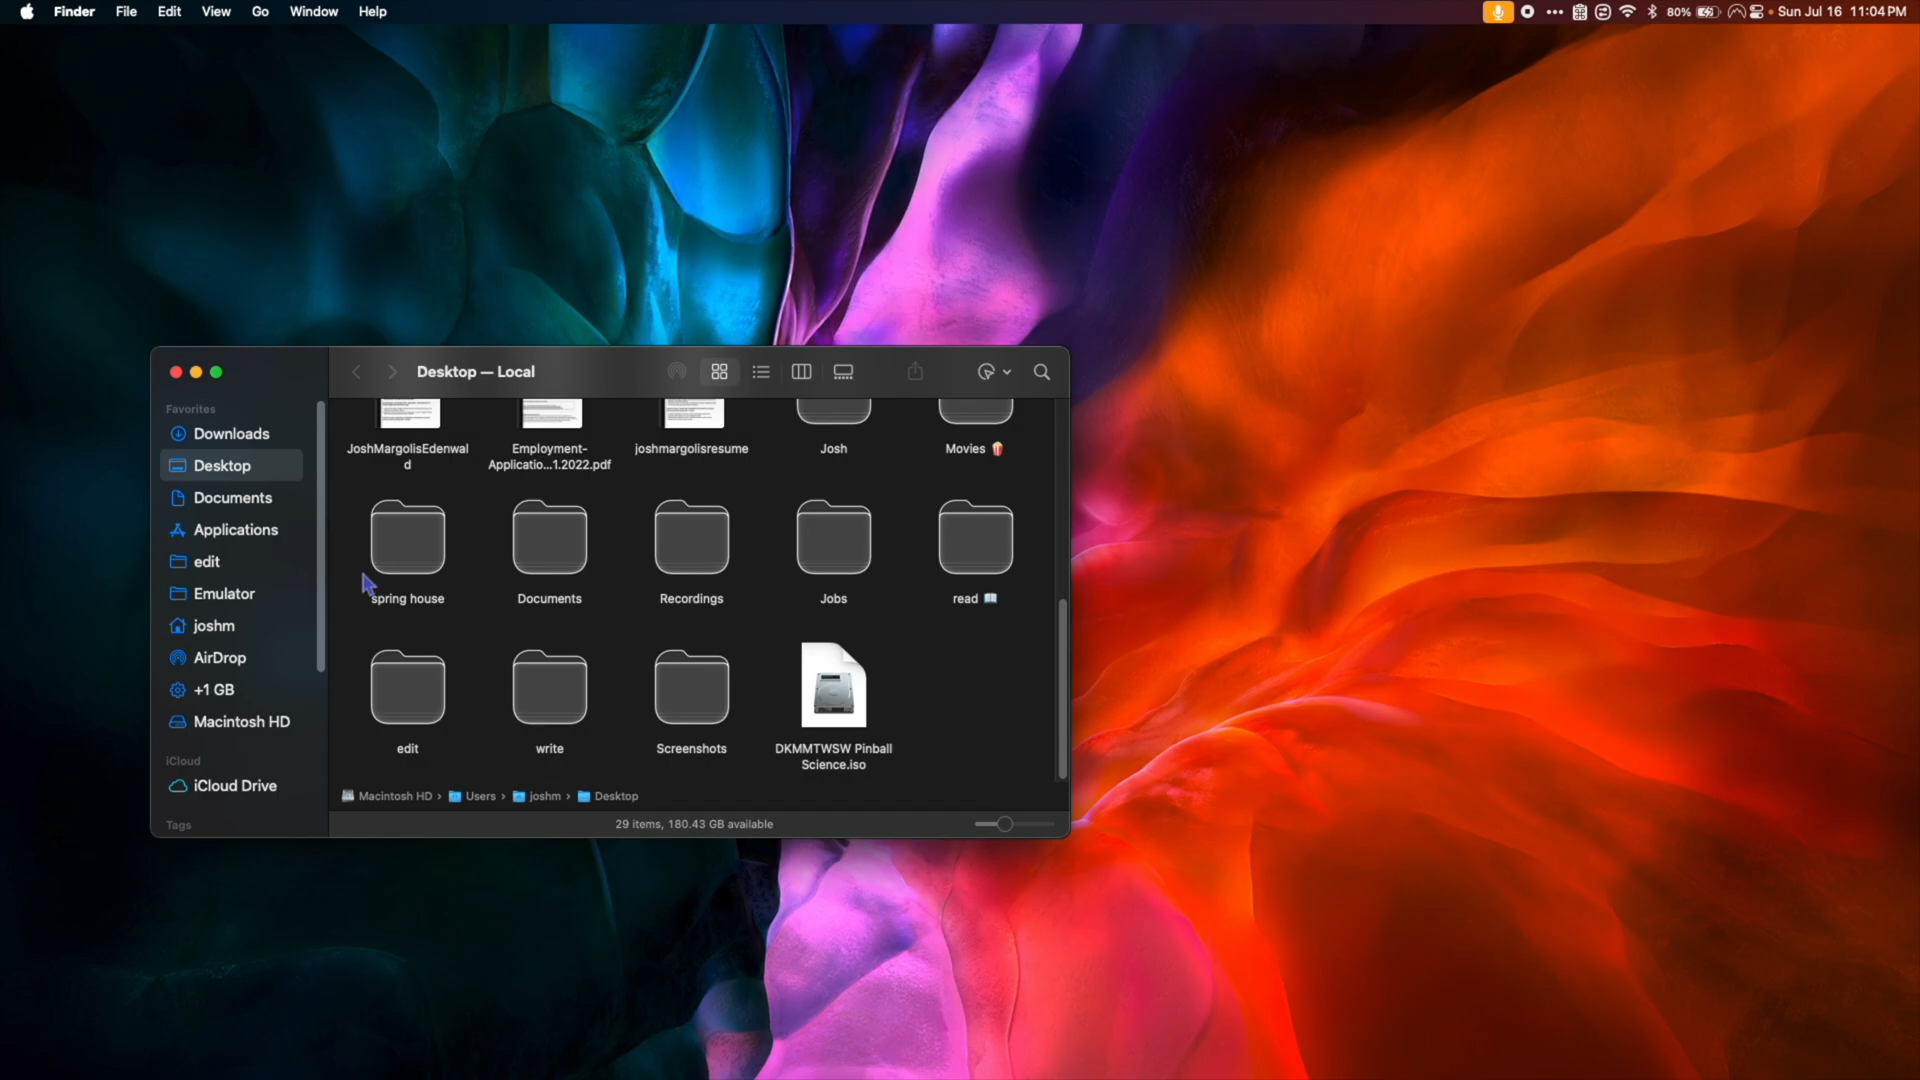 Finder File Edit View Go Window Help
80% Sun Jul 16 11:04 PM
Desktop — Local
Favorites
Downloads
Desktop
Documents
Applications
edit
Emulator
joshm
AirDrop
+1 GB
Macintosh HD
iCloud
iCloud Drive
Tags
JoshMargolisEdenwal
d
Employment-
Applicatio...1.2022.pdf
joshmargolisresume
Josh
Movies 🍿
spring house
Documents
Recordings
Jobs
read 📖
edit
write
Screenshots
DKMMTWSW Pinball
Science.iso
Macintosh HD › Users › joshm › Desktop
29 items, 180.43 GB available